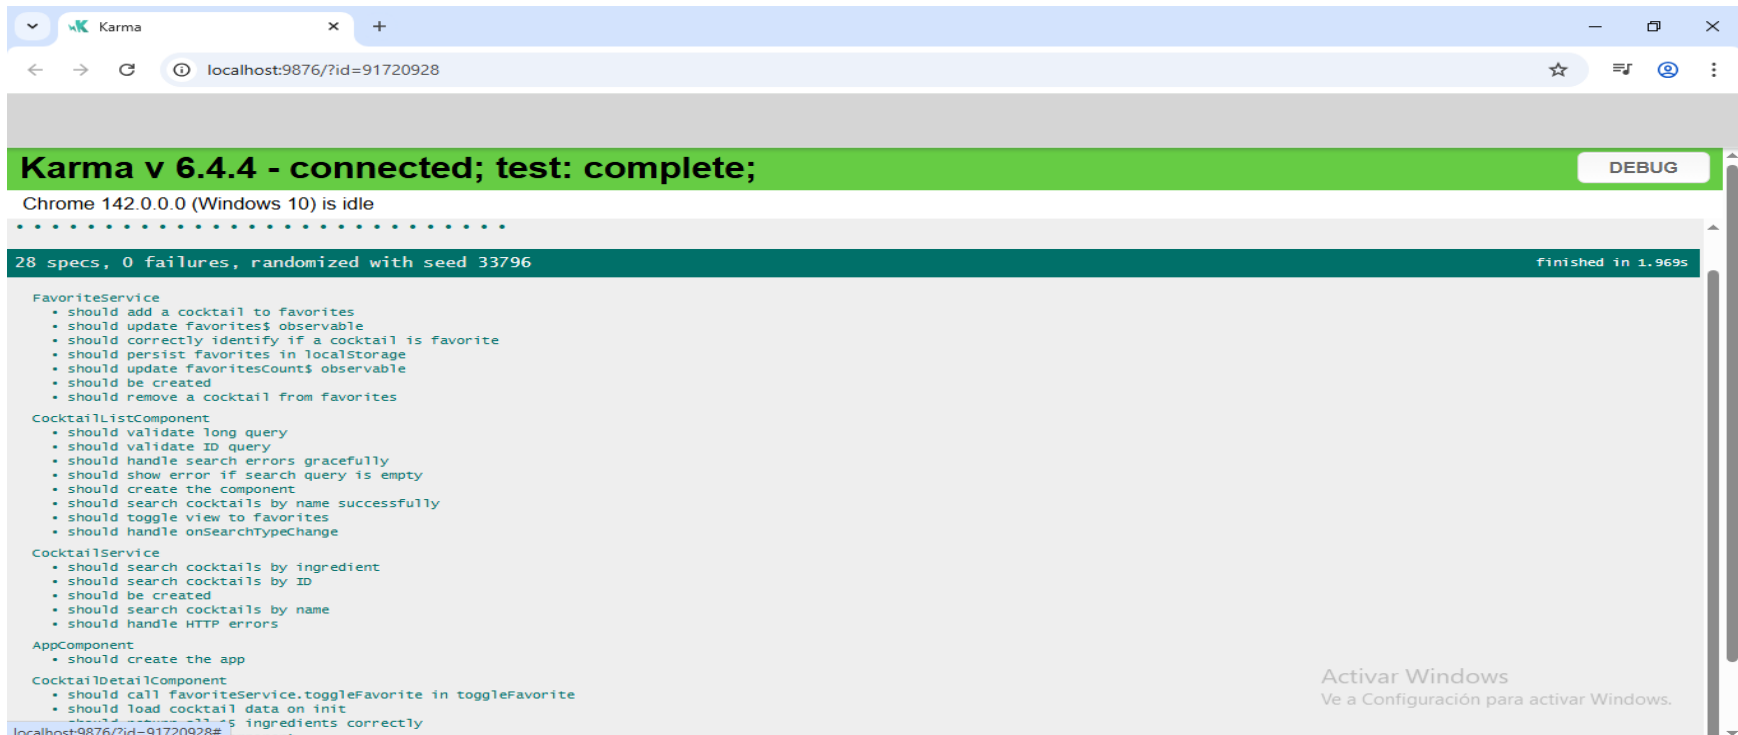 Karma
localhost:9876/?id=91720928
Karma v 6.4.4 - connected; test: complete;
DEBUG
Chrome 142.0.0.0 (Windows 10) is idle
28 specs, 0 failures, randomized with seed 33796
finished in 1.969s
FavoriteService
• should add a cocktail to favorites
• should update favorites$ observable
• should correctly identify if a cocktail is favorite
• should persist favorites in localStorage
• should update favoritesCount$ observable
• should be created
• should remove a cocktail from favorites
CocktailListComponent
• should validate long query
• should validate ID query
• should handle search errors gracefully
• should show error if search query is empty
• should create the component
• should search cocktails by name successfully
• should toggle view to favorites
• should handle onSearchTypeChange
CocktailService
• should search cocktails by ingredient
• should search cocktails by ID
• should be created
• should search cocktails by name
• should handle HTTP errors
AppComponent
• should create the app
CocktailDetailComponent
• should call favoriteService.toggleFavorite in toggleFavorite
• should load cocktail data on init
ingredients correctly
localhost:9876/?id=91720928#
Activar Windows
Ve a Configuración para activar Windows.